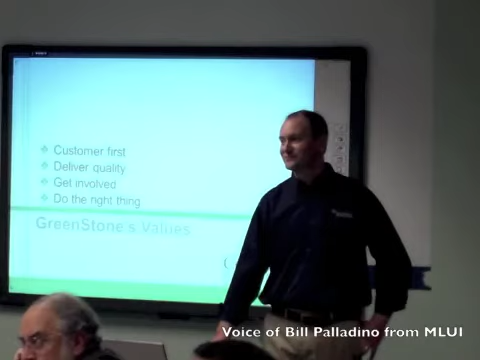 Customer first
Deliver quality
Get involved
Do the right thing
GreenStone's Values
Voice of Bill Palladino from MLUI